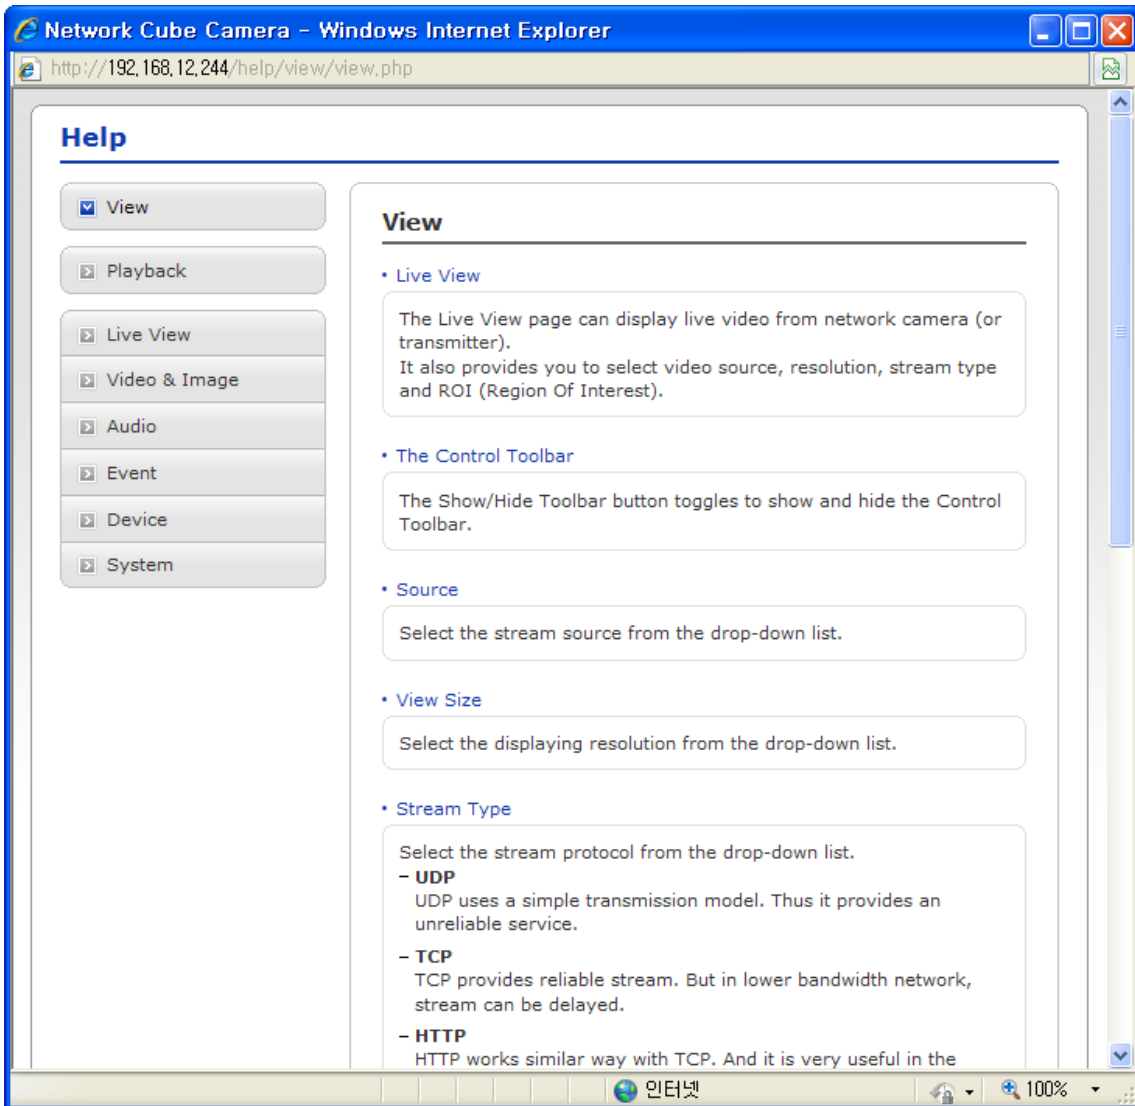 Network Cube Camera - Windows Internet Explorer
http://192,168,12,244/help/view/view,php
Help
View
Playback
Live View
Video & Image
Audio
Event
Device
System
View
• Live View
The Live View page can display live video from network camera (or
transmitter).
It also provides you to select video source, resolution, stream type
and ROI (Region Of Interest).
• The Control Toolbar
The Show/Hide Toolbar button toggles to show and hide the Control
Toolbar.
• Source
Select the stream source from the drop-down list.
• View Size
Select the displaying resolution from the drop-down list.
• Stream Type
Select the stream protocol from the drop-down list.
– UDP
UDP uses a simple transmission model. Thus it provides an
unreliable service.
– TCP
TCP provides reliable stream. But in lower bandwidth network,
stream can be delayed.
– HTTP
HTTP works similar way with TCP. And it is very useful in the
인터넷
100%